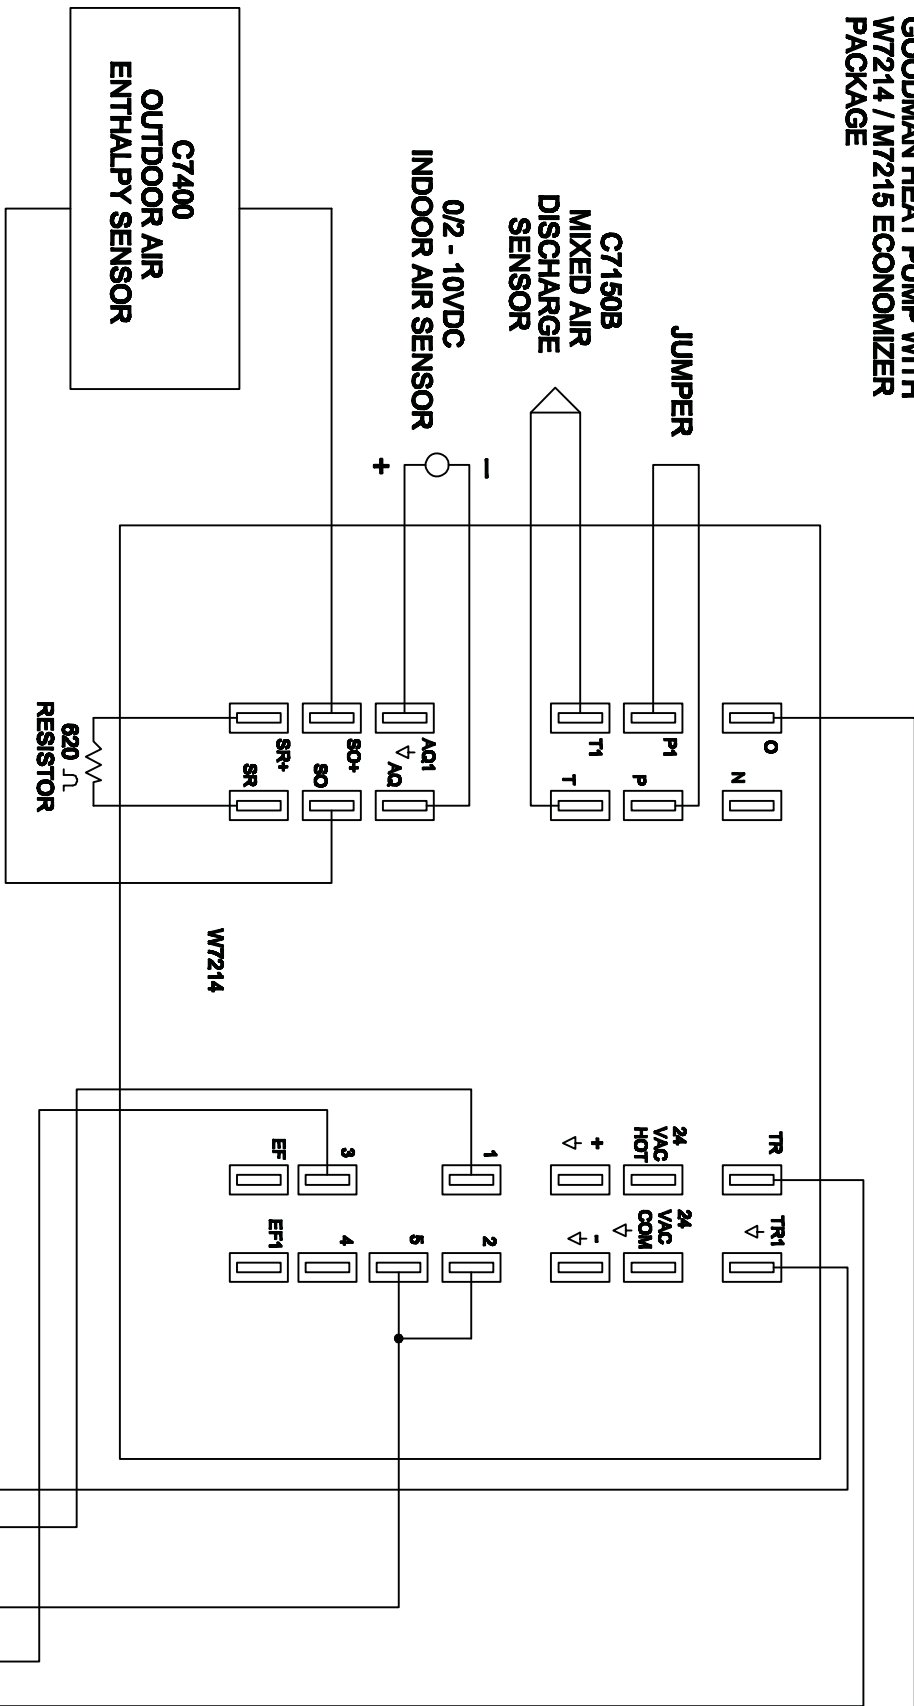 GOODMAN HEAT PUMP WITH
W7214 / M7215 ECONOMIZER
PACKAGE
JUMPER
C7150B
MIXED AIR
DISCHARGE
SENSOR
0/2 - 10VDC
INDOOR AIR SENSOR
–
+
C7400
OUTDOOR AIR
ENTHALPY SENSOR
O
N
P1
P
T1
T
AQ1
AQ
SO+
SO
SR+
SR
620
RESISTOR
W7214
TR
TR1
24
VAC
HOT
24
VAC
COM
+
-
1
2
5
3
4
EF
EF1